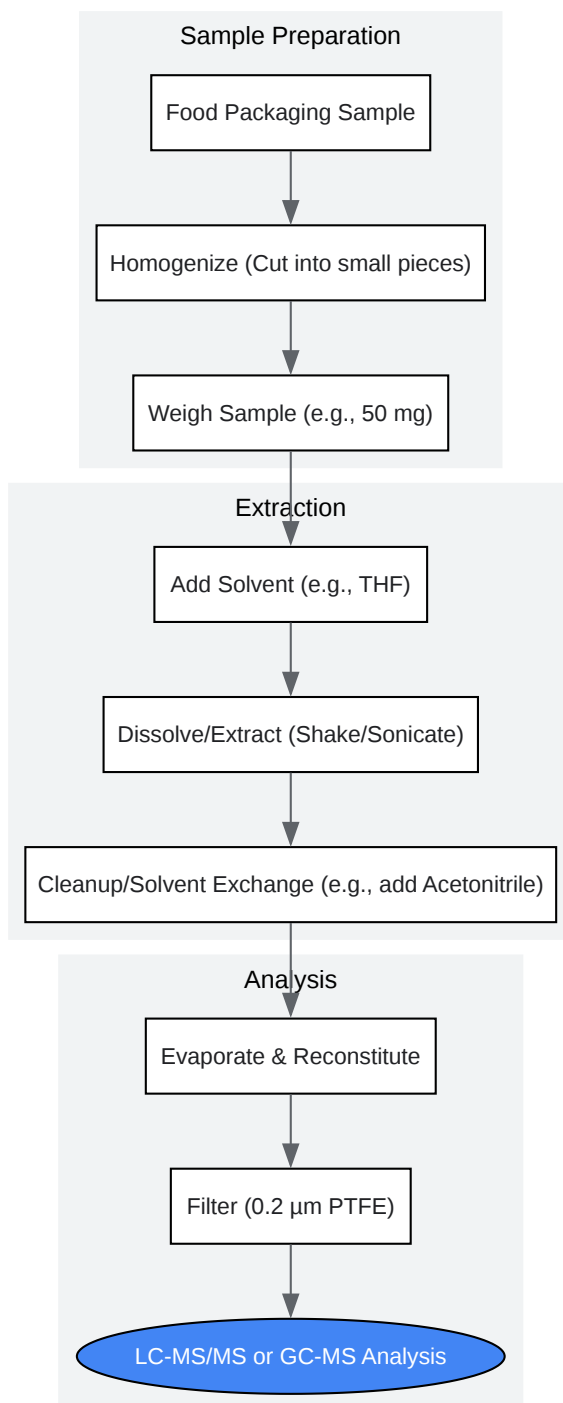 Sample Preparation
Food Packaging Sample
Homogenize (Cut into small pieces)
Weigh Sample (e.g., 50 mg)
Extraction
Add Solvent (e.g., THF)
Dissolve/Extract (Shake/Sonicate)
Cleanup/Solvent Exchange (e.g., add Acetonitrile)
Analysis
Evaporate & Reconstitute
Filter (0.2 µm PTFE)
LC-MS/MS or GC-MS Analysis